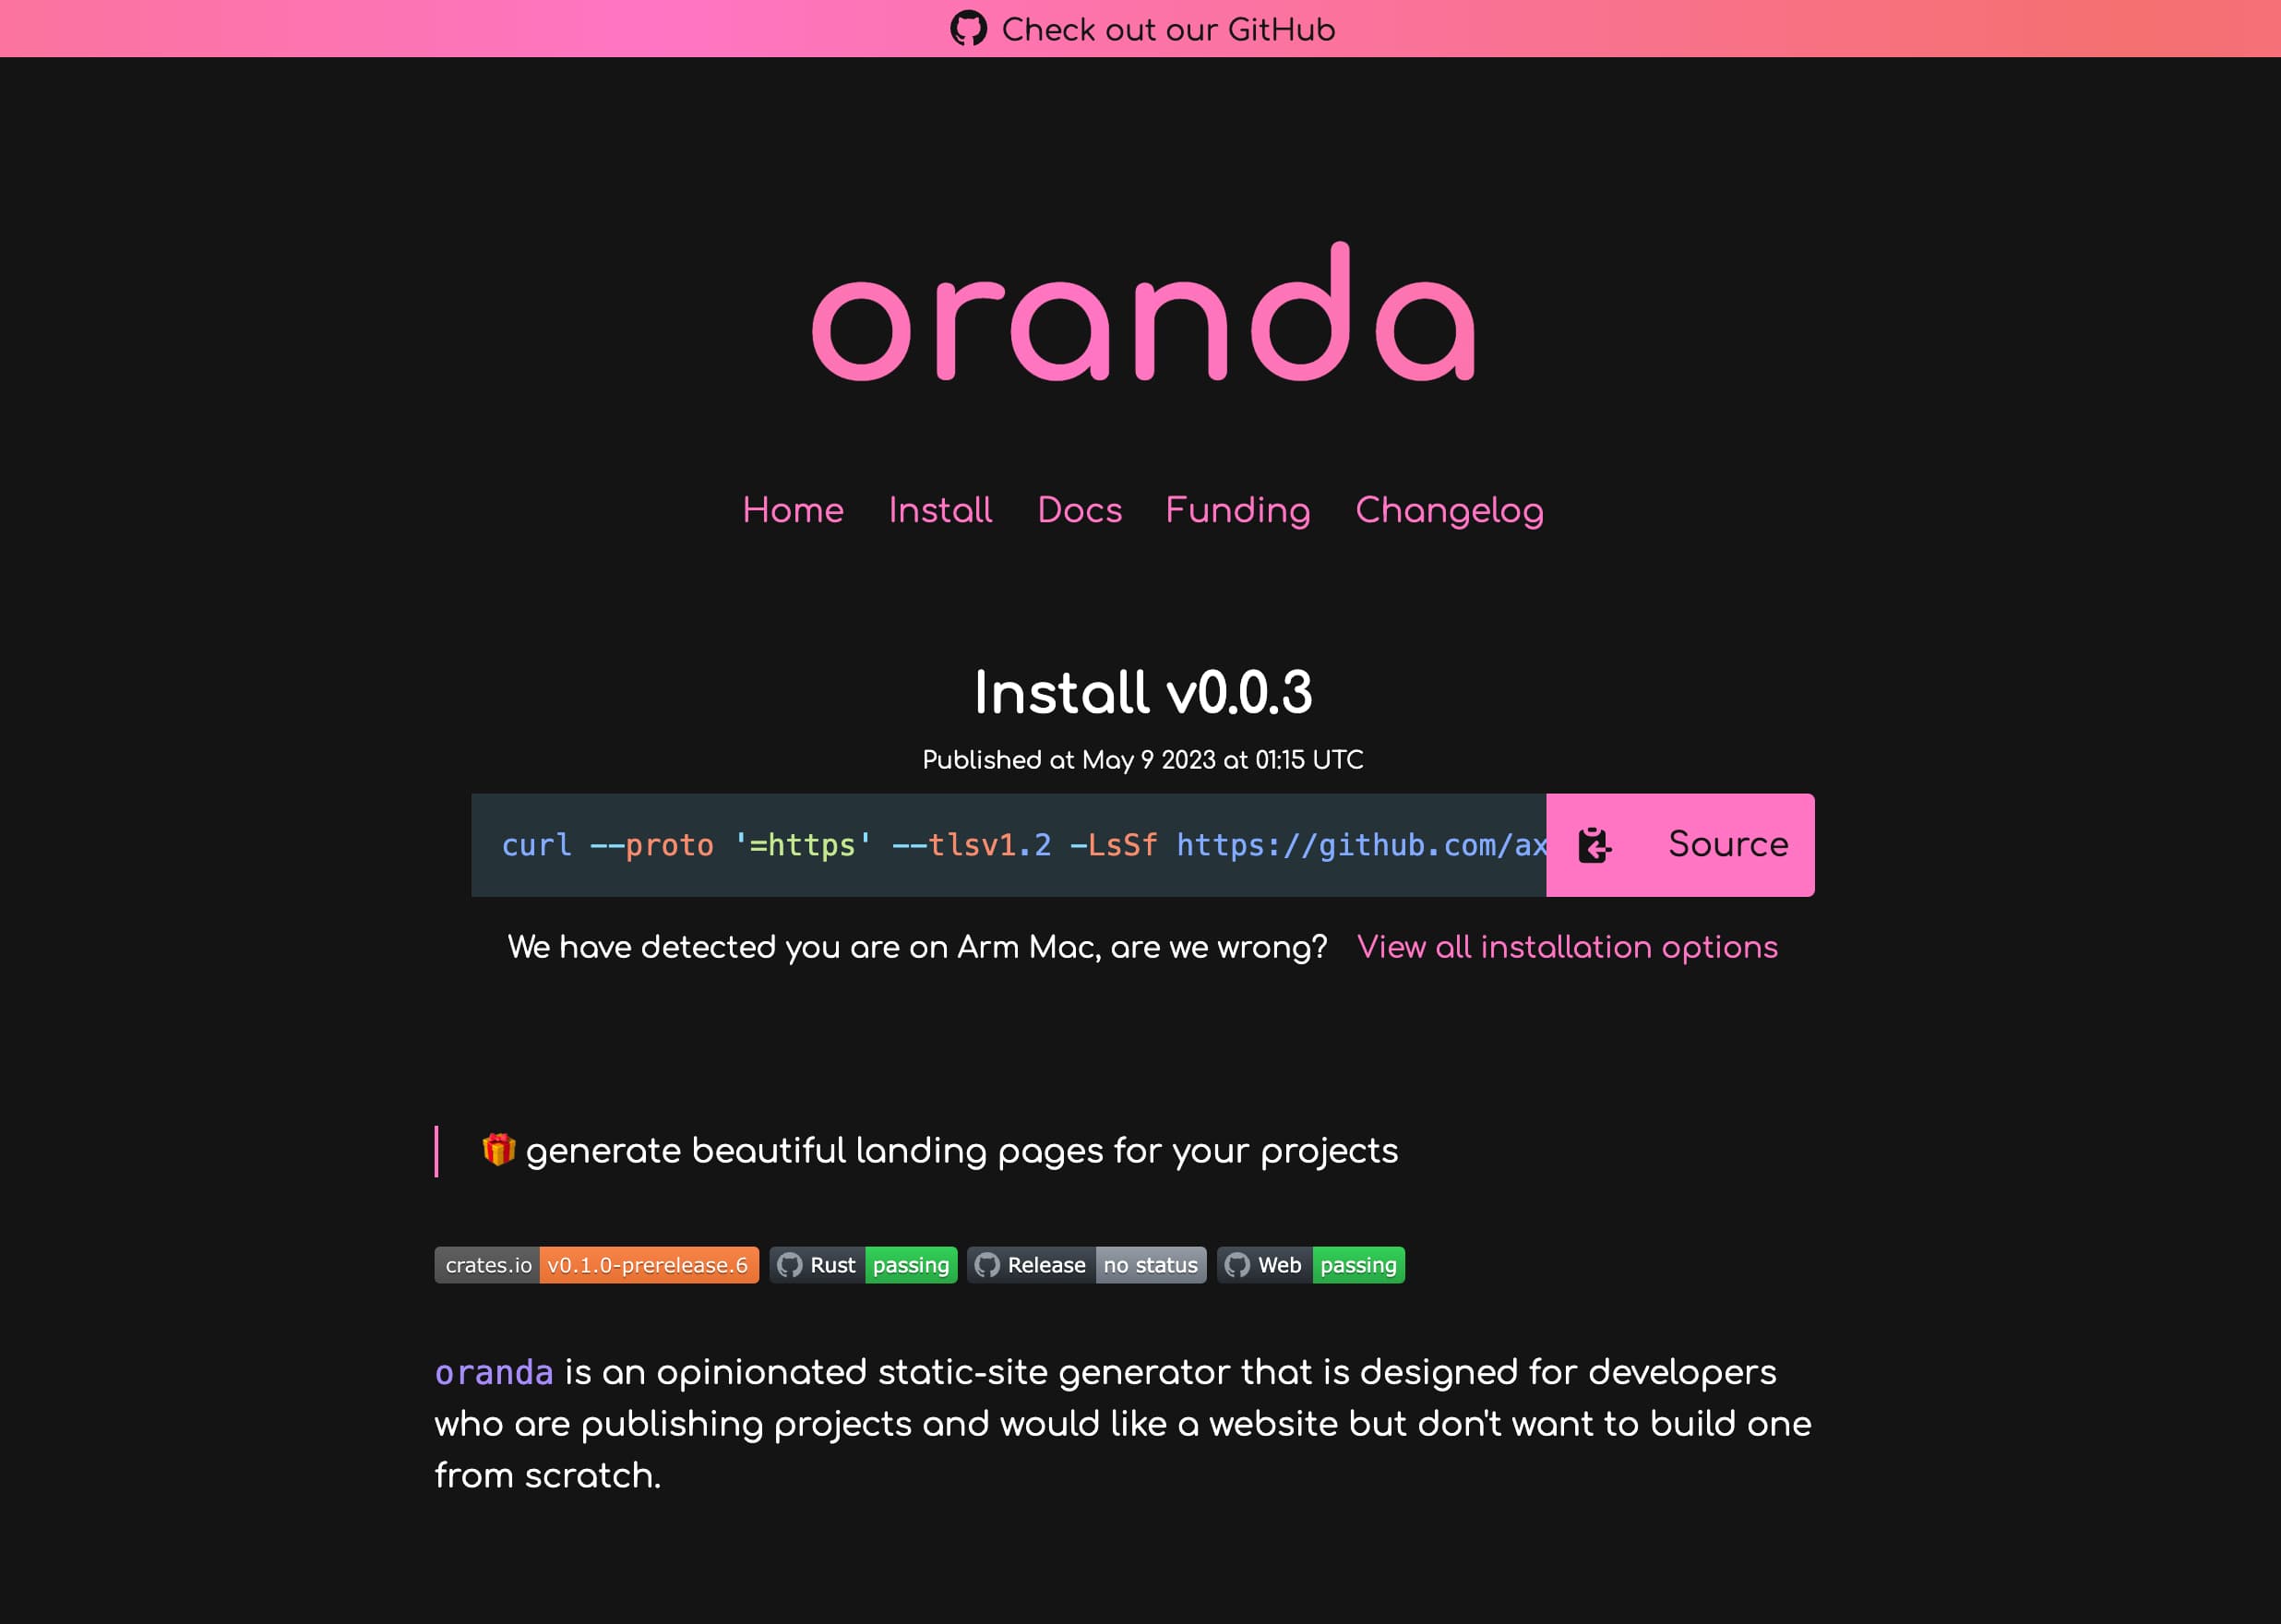 Check out our GitHub
oranda
Home Install Docs Funding Changelog
Install v0.0.3
Published at May 9 2023 at 01:15 UTC
curl --proto '=https' --tlsv1.2 -LsSf https://github.com/ax
Source
We have detected you are on Arm Mac, are we wrong? View all installation options
🎁 generate beautiful landing pages for your projects
crates.io v0.1.0-prerelease.6 Rust passing Release no status Web passing
oranda is an opinionated static-site generator that is designed for developers
who are publishing projects and would like a website but don't want to build one
from scratch.